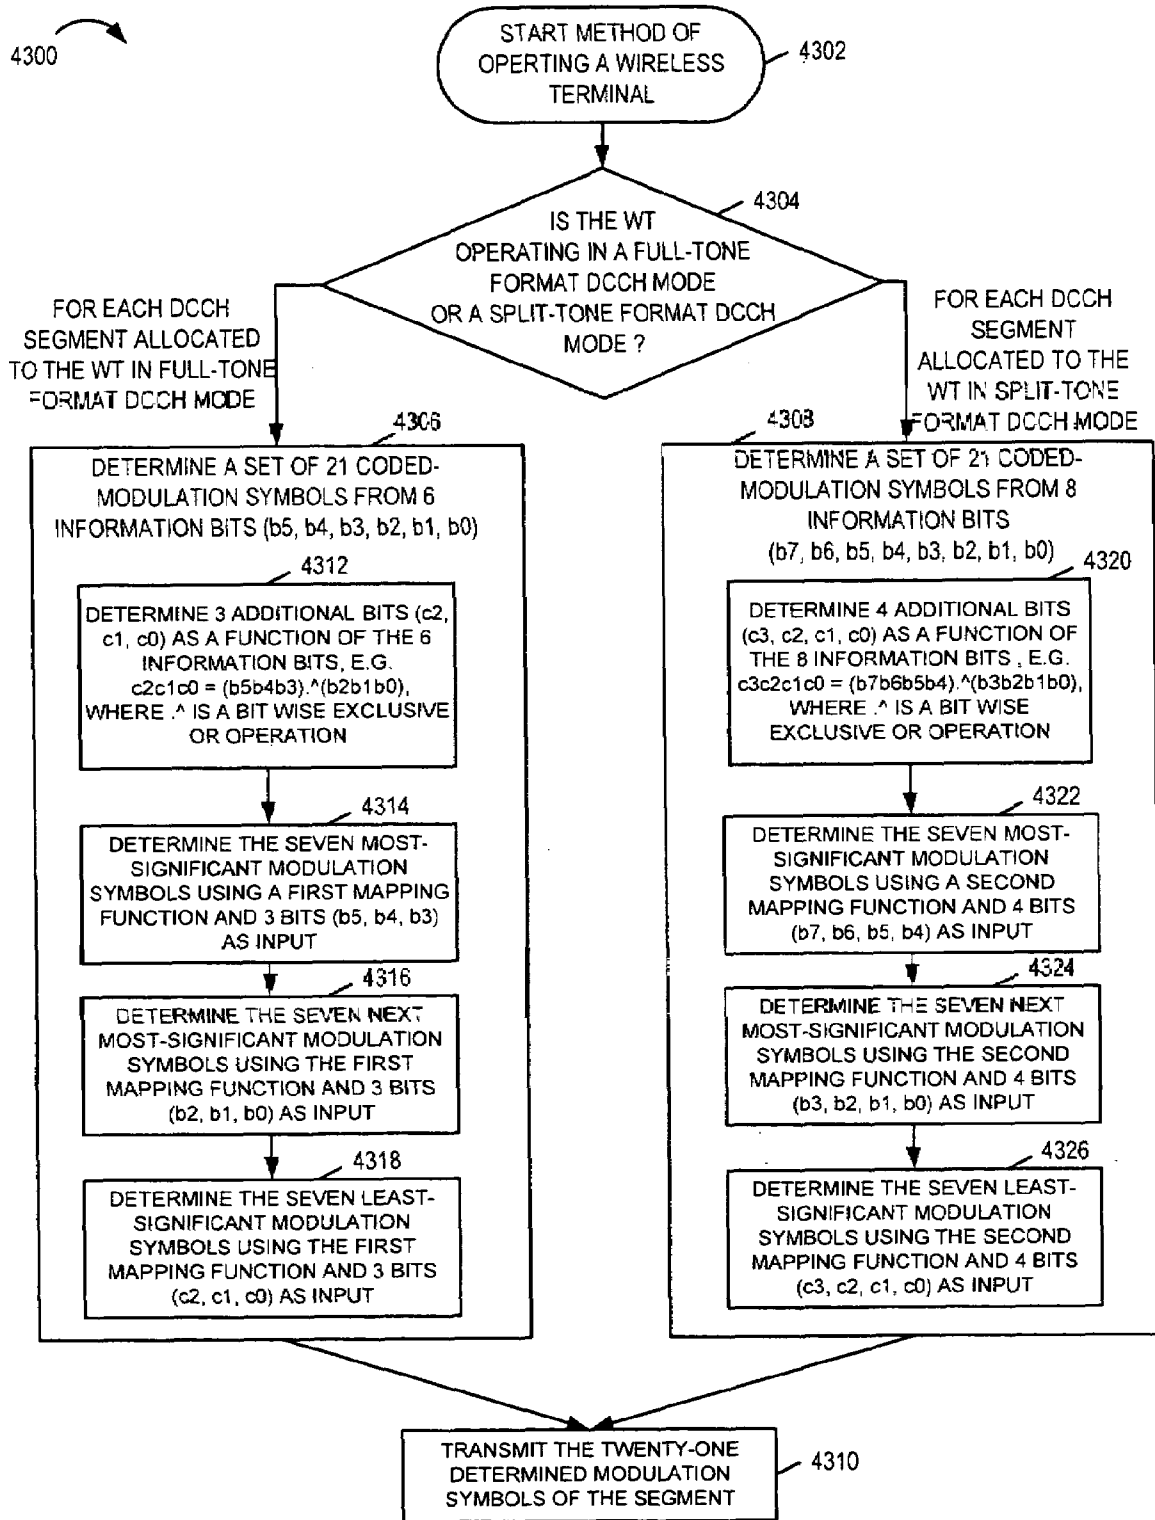 4300
START METHOD OF
OPERTING A WIRELESS
TERMINAL
4302
4304
IS THE WT
OPERATING IN A FULL-TONE
FORMAT DCCH MODE
OR A SPLIT-TONE FORMAT DCCH
MODE ?
FOR EACH DCCH
SEGMENT ALLOCATED
TO THE WT IN FULL-TONE
FORMAT DCCH MODE
FOR EACH DCCH
SEGMENT
ALLOCATED TO THE
WT IN SPLIT-TONE
FORMAT DCCH MODE
4306
DETERMINE A SET OF 21 CODED-
MODULATION SYMBOLS FROM 6
INFORMATION BITS (b5, b4, b3, b2, b1, b0)
4312
DETERMINE 3 ADDITIONAL BITS (c2,
c1, c0) AS A FUNCTION OF THE 6
INFORMATION BITS, E.G.
c2c1c0 = (b5b4b3).^(b2b1b0),
WHERE .^ IS A BIT WISE EXCLUSIVE
OR OPERATION
4314
DETERMINE THE SEVEN MOST-
SIGNIFICANT MODULATION
SYMBOLS USING A FIRST MAPPING
FUNCTION AND 3 BITS (b5, b4, b3)
AS INPUT
4316
DETERMINE THE SEVEN NEXT
MOST-SIGNIFICANT MODULATION
SYMBOLS USING THE FIRST
MAPPING FUNCTION AND 3 BITS
(b2, b1, b0) AS INPUT
4318
DETERMINE THE SEVEN LEAST-
SIGNIFICANT MODULATION
SYMBOLS USING THE FIRST
MAPPING FUNCTION AND 3 BITS
(c2, c1, c0) AS INPUT
4308
DETERMINE A SET OF 21 CODED-
MODULATION SYMBOLS FROM 8
INFORMATION BITS
(b7, b6, b5, b4, b3, b2, b1, b0)
4320
DETERMINE 4 ADDITIONAL BITS
(c3, c2, c1, c0) AS A FUNCTION OF
THE 8 INFORMATION BITS , E.G.
c3c2c1c0 = (b7b6b5b4).^(b3b2b1b0),
WHERE .^ IS A BIT WISE
EXCLUSIVE OR OPERATION
4322
DETERMINE THE SEVEN MOST-
SIGNIFICANT MODULATION
SYMBOLS USING A SECOND
MAPPING FUNCTION AND 4 BITS
(b7, b6, b5, b4) AS INPUT
4324
DETERMINE THE SEVEN NEXT
MOST-SIGNIFICANT MODULATION
SYMBOLS USING THE SECOND
MAPPING FUNCTION AND 4 BITS
(b3, b2, b1, b0) AS INPUT
4326
DETERMINE THE SEVEN LEAST-
SIGNIFICANT MODULATION
SYMBOLS USING THE SECOND
MAPPING FUNCTION AND 4 BITS
(c3, c2, c1, c0) AS INPUT
TRANSMIT THE TWENTY-ONE
DETERMINED MODULATION
SYMBOLS OF THE SEGMENT
4310